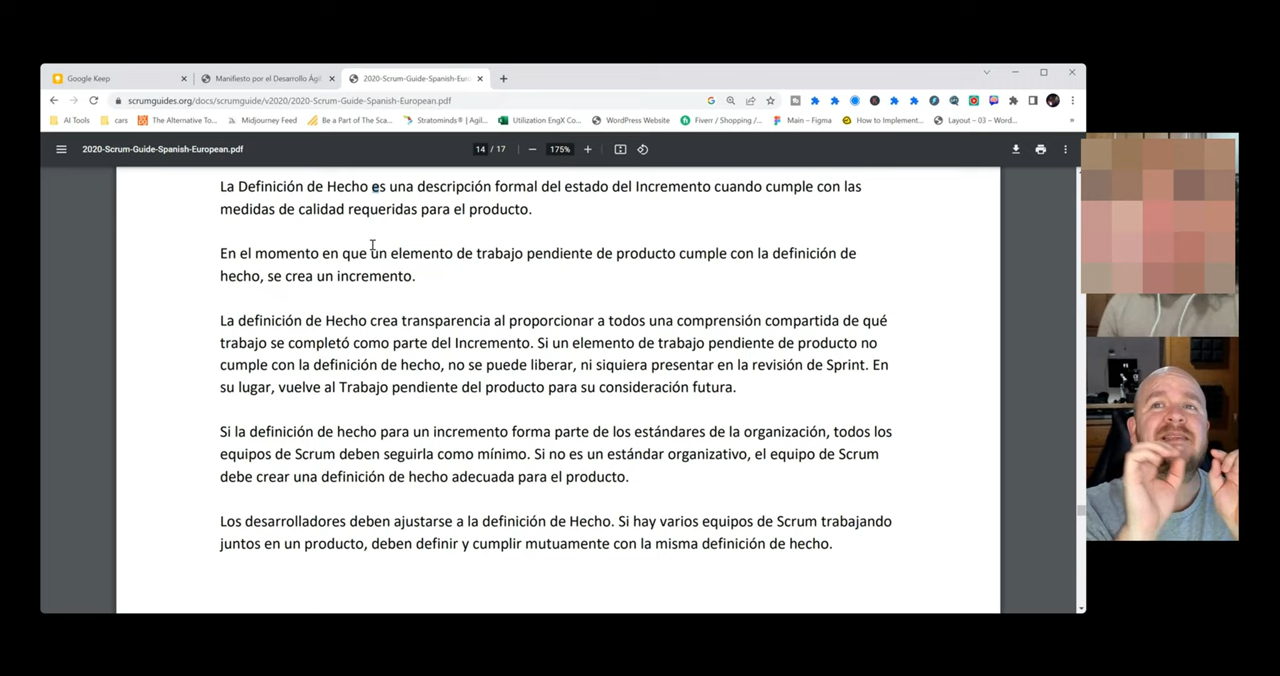 Google Keep
Manifiesto por el Desarrollo Ágil
2020-Scrum-Guide-Spanish-Euro
scrumguides.org/docs/scrumguide/v2020/2020-Scrum-Guide-Spanish-European.pdf
AI Tools cars The Alternative To... Midjourney Feed Be a Part Of The Sca... Stratominds® | Agil... Utilization EngX Co... WordPress Website Fiverr / Shopping /... Main – Figma How to Implement... Layout – 03 – Word... »
2020-Scrum-Guide-Spanish-European.pdf 14 / 17 175%
La Definición de Hecho es una descripción formal del estado del Incremento cuando cumple con las
medidas de calidad requeridas para el producto.
En el momento en que un elemento de trabajo pendiente de producto cumple con la definición de
hecho, se crea un incremento.
La definición de Hecho crea transparencia al proporcionar a todos una comprensión compartida de qué
trabajo se completó como parte del Incremento. Si un elemento de trabajo pendiente de producto no
cumple con la definición de hecho, no se puede liberar, ni siquiera presentar en la revisión de Sprint. En
su lugar, vuelve al Trabajo pendiente del producto para su consideración futura.
Si la definición de hecho para un incremento forma parte de los estándares de la organización, todos los
equipos de Scrum deben seguirla como mínimo. Si no es un estándar organizativo, el equipo de Scrum
debe crear una definición de hecho adecuada para el producto.
Los desarrolladores deben ajustarse a la definición de Hecho. Si hay varios equipos de Scrum trabajando
juntos en un producto, deben definir y cumplir mutuamente con la misma definición de hecho.